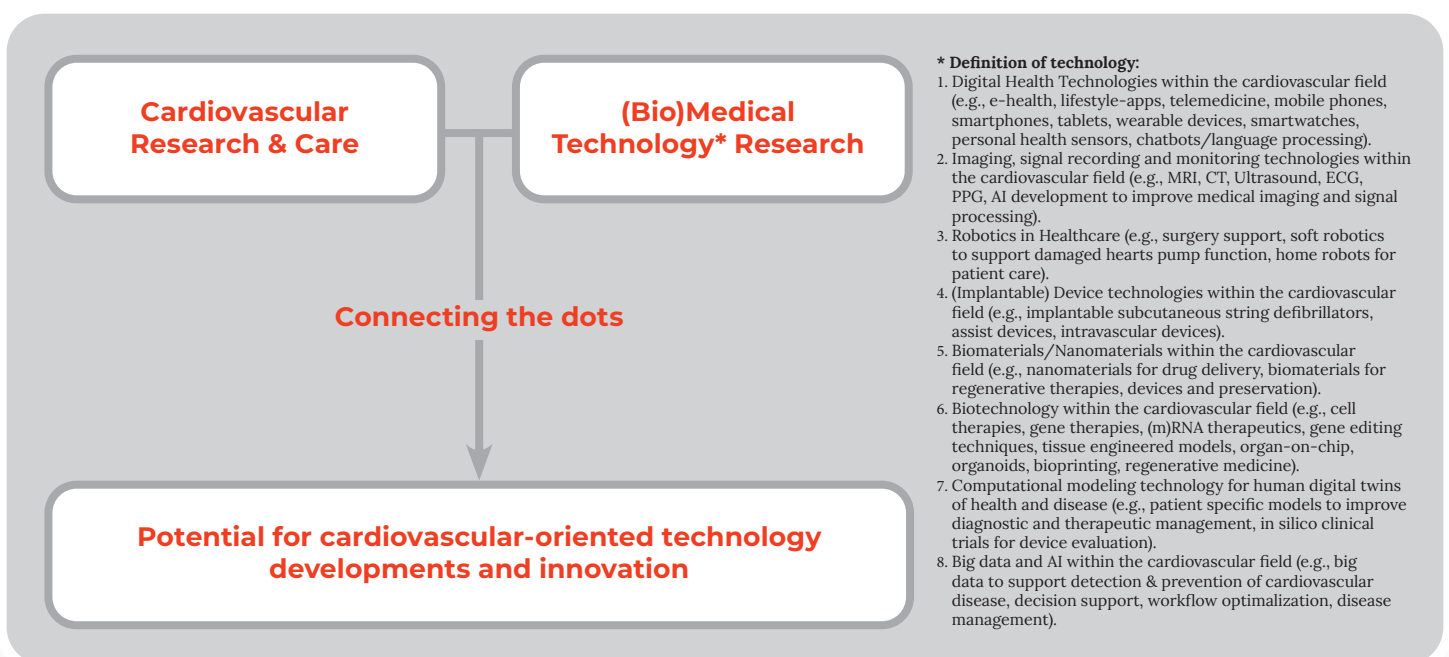 Cardiovascular
Research & Care
(Bio)Medical
Technology* Research
Connecting the dots
Potential for cardiovascular-oriented technology
developments and innovation
* Definition of technology:
1. Digital Health Technologies within the cardiovascular field
(e.g., e-health, lifestyle-apps, telemedicine, mobile phones,
smartphones, tablets, wearable devices, smartwatches,
personal health sensors, chatbots/language processing).
2. Imaging, signal recording and monitoring technologies within
the cardiovascular field (e.g., MRI, CT, Ultrasound, ECG,
PPG, AI development to improve medical imaging and signal
processing).
3. Robotics in Healthcare (e.g., surgery support, soft robotics
to support damaged hearts pump function, home robots for
patient care).
4. (Implantable) Device technologies within the cardiovascular
field (e.g., implantable subcutaneous string defibrillators,
assist devices, intravascular devices).
5. Biomaterials/Nanomaterials within the cardiovascular
field (e.g., nanomaterials for drug delivery, biomaterials for
regenerative therapies, devices and preservation).
6. Biotechnology within the cardiovascular field (e.g., cell
therapies, gene therapies, (m)RNA therapeutics, gene editing
techniques, tissue engineered models, organ-on-chip,
organoids, bioprinting, regenerative medicine).
7. Computational modeling technology for human digital twins
of health and disease (e.g., patient specific models to improve
diagnostic and therapeutic management, in silico clinical
trials for device evaluation).
8. Big data and AI within the cardiovascular field (e.g., big
data to support detection & prevention of cardiovascular
disease, decision support, workflow optimalization, disease
management).